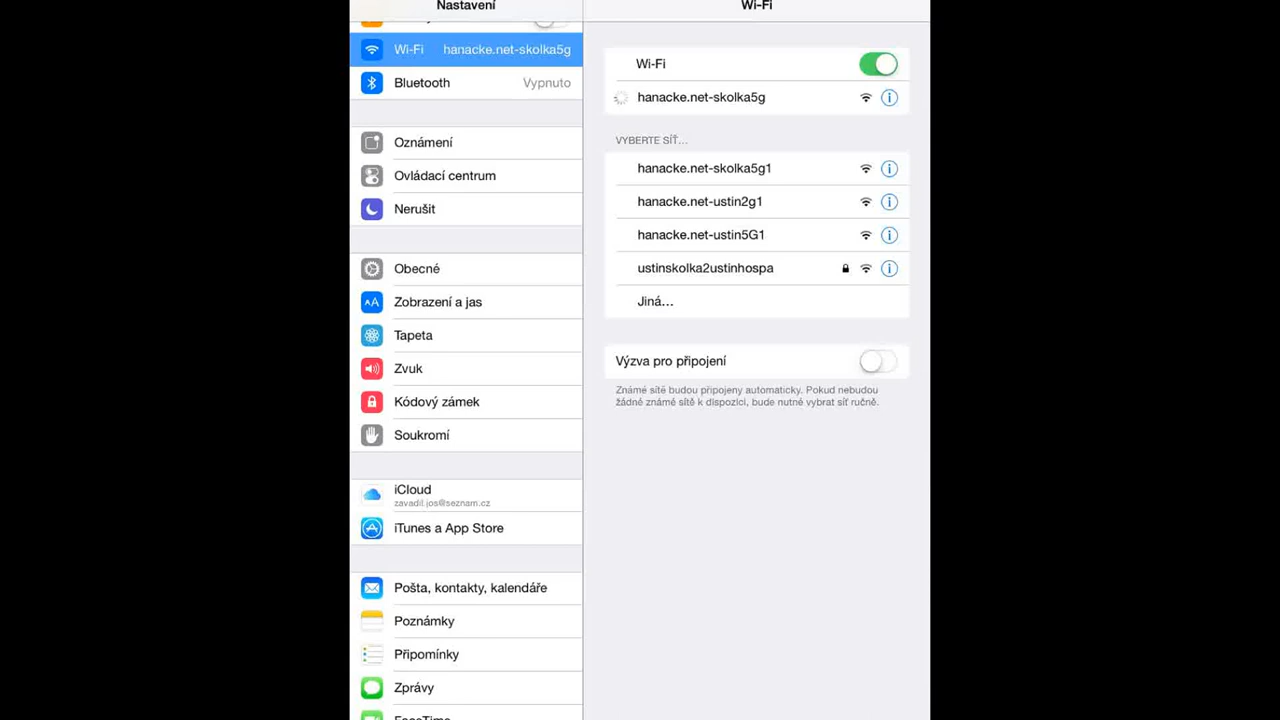 Nastavení
Wi-Fi hanacke.net-skolka5g
Bluetooth Vypnuto
Oznámení
Ovládací centrum
Nerušit
Obecné
Zobrazení a jas
Tapeta
Zvuk
Kódový zámek
Soukromí
iCloud
zavadil.jos@seznam.cz
iTunes a App Store
Pošta, kontakty, kalendáře
Poznámky
Připomínky
Zprávy
FaceTime
Wi-Fi
Wi-Fi
hanacke.net-skolka5g
VYBERTE SÍŤ...
hanacke.net-skolka5g1
hanacke.net-ustin2g1
hanacke.net-ustin5G1
ustinskolka2ustinhospa
Jiná...
Výzva pro připojení
Známé sítě budou připojeny automaticky. Pokud nebudou
žádné známé sítě k dispozici, bude nutné vybrat síť ručně.